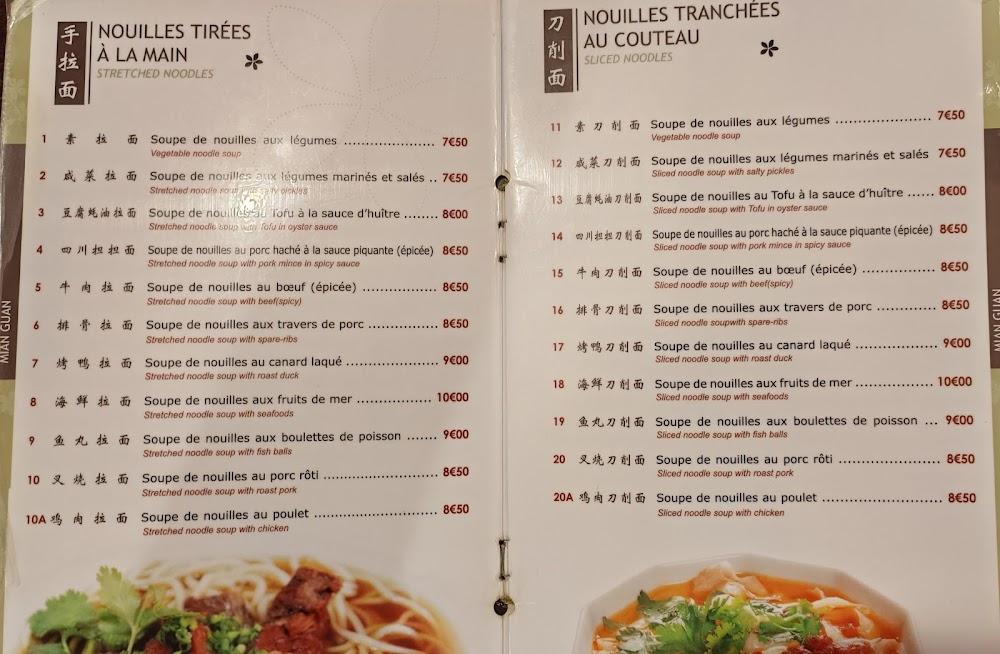 手拉面
NOUILLES TIRÉES
À LA MAIN
STRETCHED NOODLES
1 素拉面 Soupe de nouilles aux légumes .................. 7€50
Vegetable noodle soup
2 咸菜拉面 Soupe de nouilles aux légumes marinés et salés .. 7€50
Stretched noodle soup with salty pickles
3 豆腐蚝油拉面 Soupe de nouilles au Tofu à la sauce d'huître ....... 8€00
Stretched noodle soup with Tofu in oyster sauce
4 四川担担面 Soupe de nouilles au porc haché à la sauce piquante (épicée) 8€50
Stretched noodle soup with pork mince in spicy sauce
5 牛肉拉面 Soupe de nouilles au bœuf (épicée) ............... 8€50
Stretched noodle soup with beef(spicy)
6 排骨拉面 Soupe de nouilles aux travers de porc .............. 8€50
Stretched noodle soup with spare-ribs
7 烤鸭拉面 Soupe de nouilles au canard laqué .................. 9€00
Stretched noodle soup with roast duck
8 海鲜拉面 Soupe de nouilles aux fruits de mer ............... 10€00
Stretched noodle soup with seafoods
9 鱼丸拉面 Soupe de nouilles aux boulettes de poisson ....... 9€00
Stretched noodle soup with fish balls
10 叉烧拉面 Soupe de nouilles au porc rôti ....................... 8€50
Stretched noodle soup with roast pork
10A 鸡肉拉面 Soupe de nouilles au poulet ......................... 8€50
Stretched noodle soup with chicken
MIAN GUAN
刀削面
NOUILLES TRANCHÉES
AU COUTEAU
SLICED NOODLES
11 素刀削面 Soupe de nouilles aux légumes ................... 7€50
Vegetable noodle soup
12 咸菜刀削面 Soupe de nouilles aux légumes marinés et salés 7€50
Sliced noodle soup with salty pickles
13 豆腐蚝油刀削面 Soupe de nouilles au Tofu à la sauce d'huître ...... 8€00
Sliced noodle soup with Tofu in oyster sauce
14 四川担担刀削面 Soupe de nouilles au porc haché à la sauce piquante (épicée) 8€50
Sliced noodle soup with pork mince in spicy sauce
15 牛肉刀削面 Soupe de nouilles au bœuf (épicée) ............... 8€50
Sliced noodle soup with beef(spicy)
16 排骨刀削面 Soupe de nouilles aux travers de porc ............ 8€50
Sliced noodle soupwith spare-ribs
17 烤鸭刀削面 Soupe de nouilles au canard laqué ................. 9€00
Sliced noodle soup with roast duck
18 海鲜刀削面 Soupe de nouilles aux fruits de mer ................ 10€00
Sliced noodle soup with seafoods
19 鱼丸刀削面 Soupe de nouilles aux boulettes de poisson ... 9€00
Sliced noodle soup with fish balls
20 叉烧刀削面 Soupe de nouilles au porc rôti ..................... 8€50
Sliced noodle soup with roast pork
20A 鸡肉刀削面 Soupe de nouilles au poulet ........................ 8€50
Sliced noodle soup with chicken
MIAN GUAN